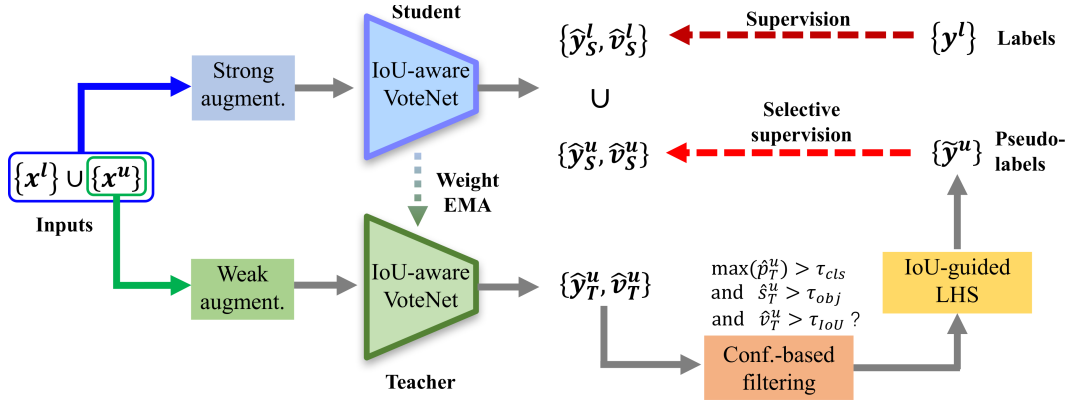 Student
Strong
augment.
IoU-aware
VoteNet
{ŷ_S^l, v̂_S^l}
Supervision
{y^l}
Labels
∪
Selective
supervision
{ŷ_S^u, v̂_S^u}
{ỹ^u}
Pseudo-
labels
{x^l} ∪ {x^u}
Inputs
Weight
EMA
Weak
augment.
IoU-aware
VoteNet
Teacher
{ŷ_T^u, v̂_T^u}
max(p̂_T^u) > τ_cls
and ŝ_T^u > τ_obj
and v̂_T^u > τ_IoU ?
Conf.-based
filtering
IoU-guided
LHS